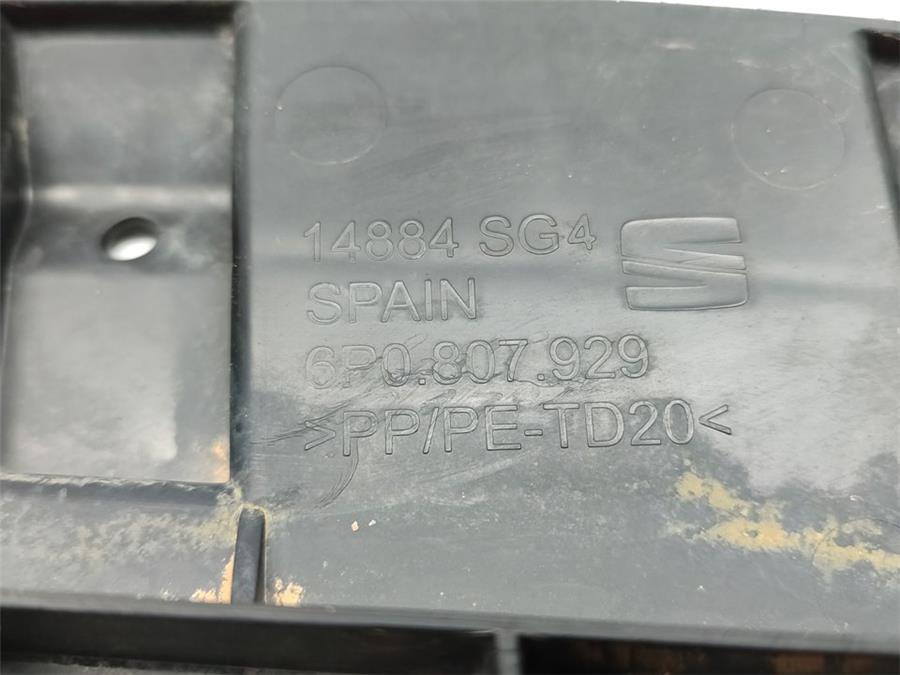 14884 SG4
SPAIN
6P0.807.929
>PP/PE-TD20<